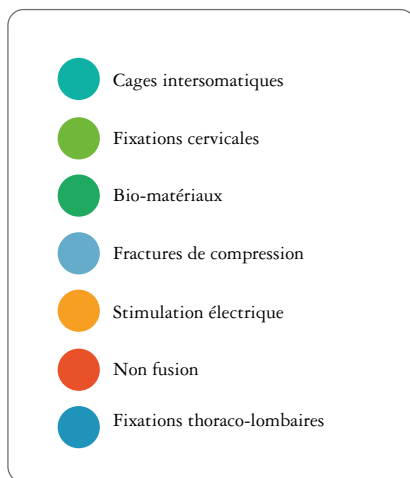 Cages intersomatiques
Fixations cervicales
Bio-matériaux
Fractures de compression
Stimulation électrique
Non fusion
Fixations thoraco-lombaires